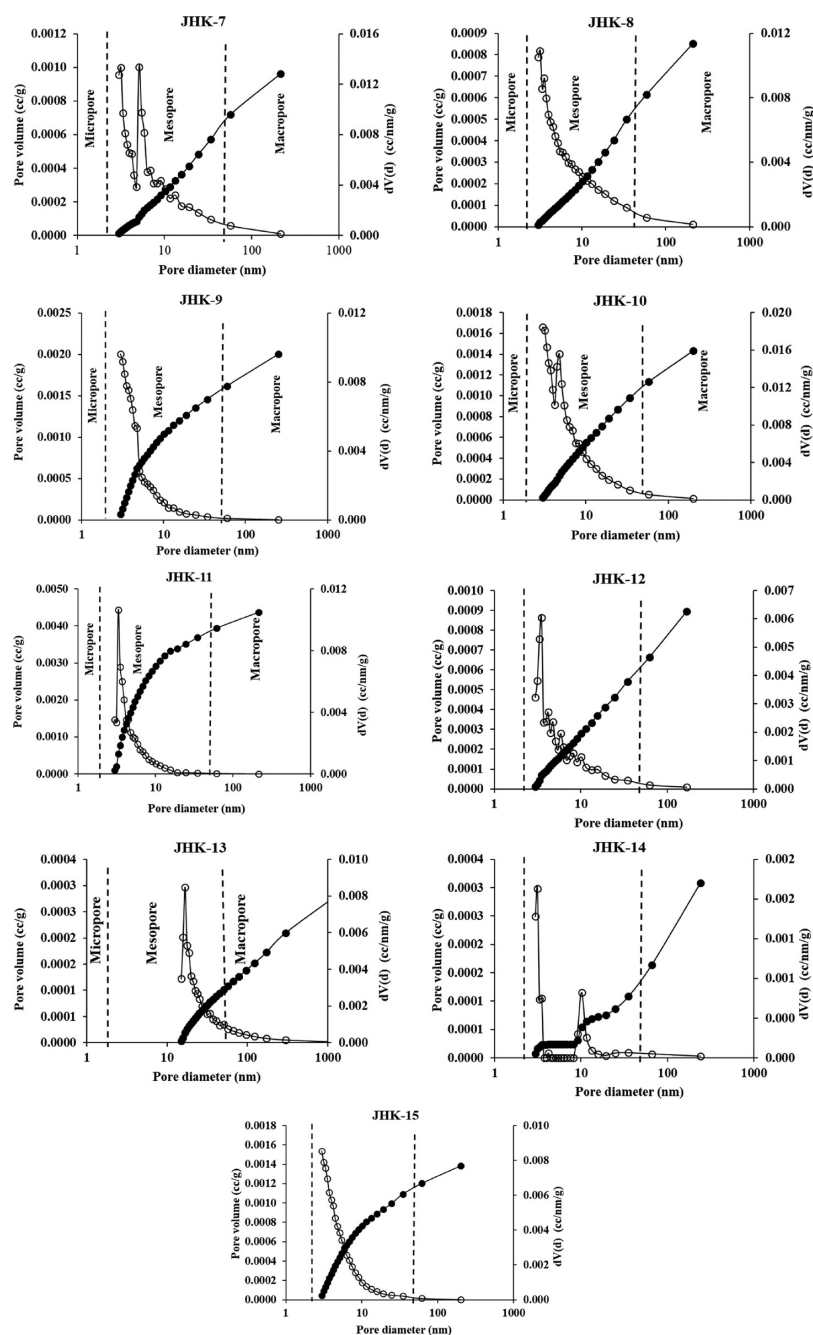 JHK-7
Pore volume (cc/g)
0.0012
0.0010
0.0008
0.0006
0.0004
0.0002
0.0000
Micropore
Mesopore
Macropore
0.016
0.012
0.008
0.004
0.000
dV(d) (cc/nm/g)
1 10 100 1000
Pore diameter (nm)
JHK-8
Pore volume (cc/g)
0.0009
0.0008
0.0007
0.0006
0.0005
0.0004
0.0003
0.0002
0.0001
0.0000
Micropore
Mesopore
Macropore
0.016
0.012
0.008
0.004
0.000
dV(d) (cc/nm/g)
1 10 100 1000
Pore diameter (nm)
JHK-9
Pore volume (cc/g)
0.0025
0.0020
0.0015
0.0010
0.0005
0.0000
Micropore
Mesopore
Macropore
0.012
0.008
0.004
0.000
dV(d) (cc/nm/g)
1 10 100 1000
Pore diameter (nm)
JHK-10
Pore volume (cc/g)
0.0018
0.0016
0.0014
0.0012
0.0010
0.0008
0.0006
0.0004
0.0002
0.0000
Micropore
Mesopore
Macropore
0.020
0.016
0.012
0.008
0.004
0.000
dV(d) (cc/nm/g)
1 10 100 1000
Pore diameter (nm)
JHK-11
Pore volume (cc/g)
0.0050
0.0040
0.0030
0.0020
0.0010
0.0000
Micropore
Mesopore
Macropore
0.012
0.008
0.004
0.000
dV(d) (cc/nm/g)
1 10 100 1000
Pore diameter (nm)
JHK-12
Pore volume (cc/g)
0.0010
0.0009
0.0008
0.0007
0.0006
0.0005
0.0004
0.0003
0.0002
0.0001
0.0000
Micropore
Mesopore
Macropore
0.007
0.006
0.005
0.004
0.003
0.002
0.001
0.000
dV(d) (cc/nm/g)
1 10 100 1000
Pore diameter (nm)
JHK-13
Pore volume (cc/g)
0.0004
0.0003
0.0003
0.0002
0.0002
0.0001
0.0001
0.0000
Micropore
Mesopore
Macropore
0.010
0.008
0.006
0.004
0.002
0.000
dV(d) (cc/nm/g)
1 10 100 1000
Pore diameter (nm)
JHK-14
Pore volume (cc/g)
0.0004
0.0003
0.0003
0.0002
0.0002
0.0001
0.0001
0.0000
0.002
0.002
0.001
0.001
0.000
dV(d) (cc/nm/g)
1 10 100 1000
Pore diameter (nm)
JHK-15
Pore volume (cc/g)
0.0018
0.0016
0.0014
0.0012
0.0010
0.0008
0.0006
0.0004
0.0002
0.0000
0.010
0.008
0.006
0.004
0.002
0.000
dV(d) (cc/nm/g)
1 10 100 1000
Pore diameter (nm)